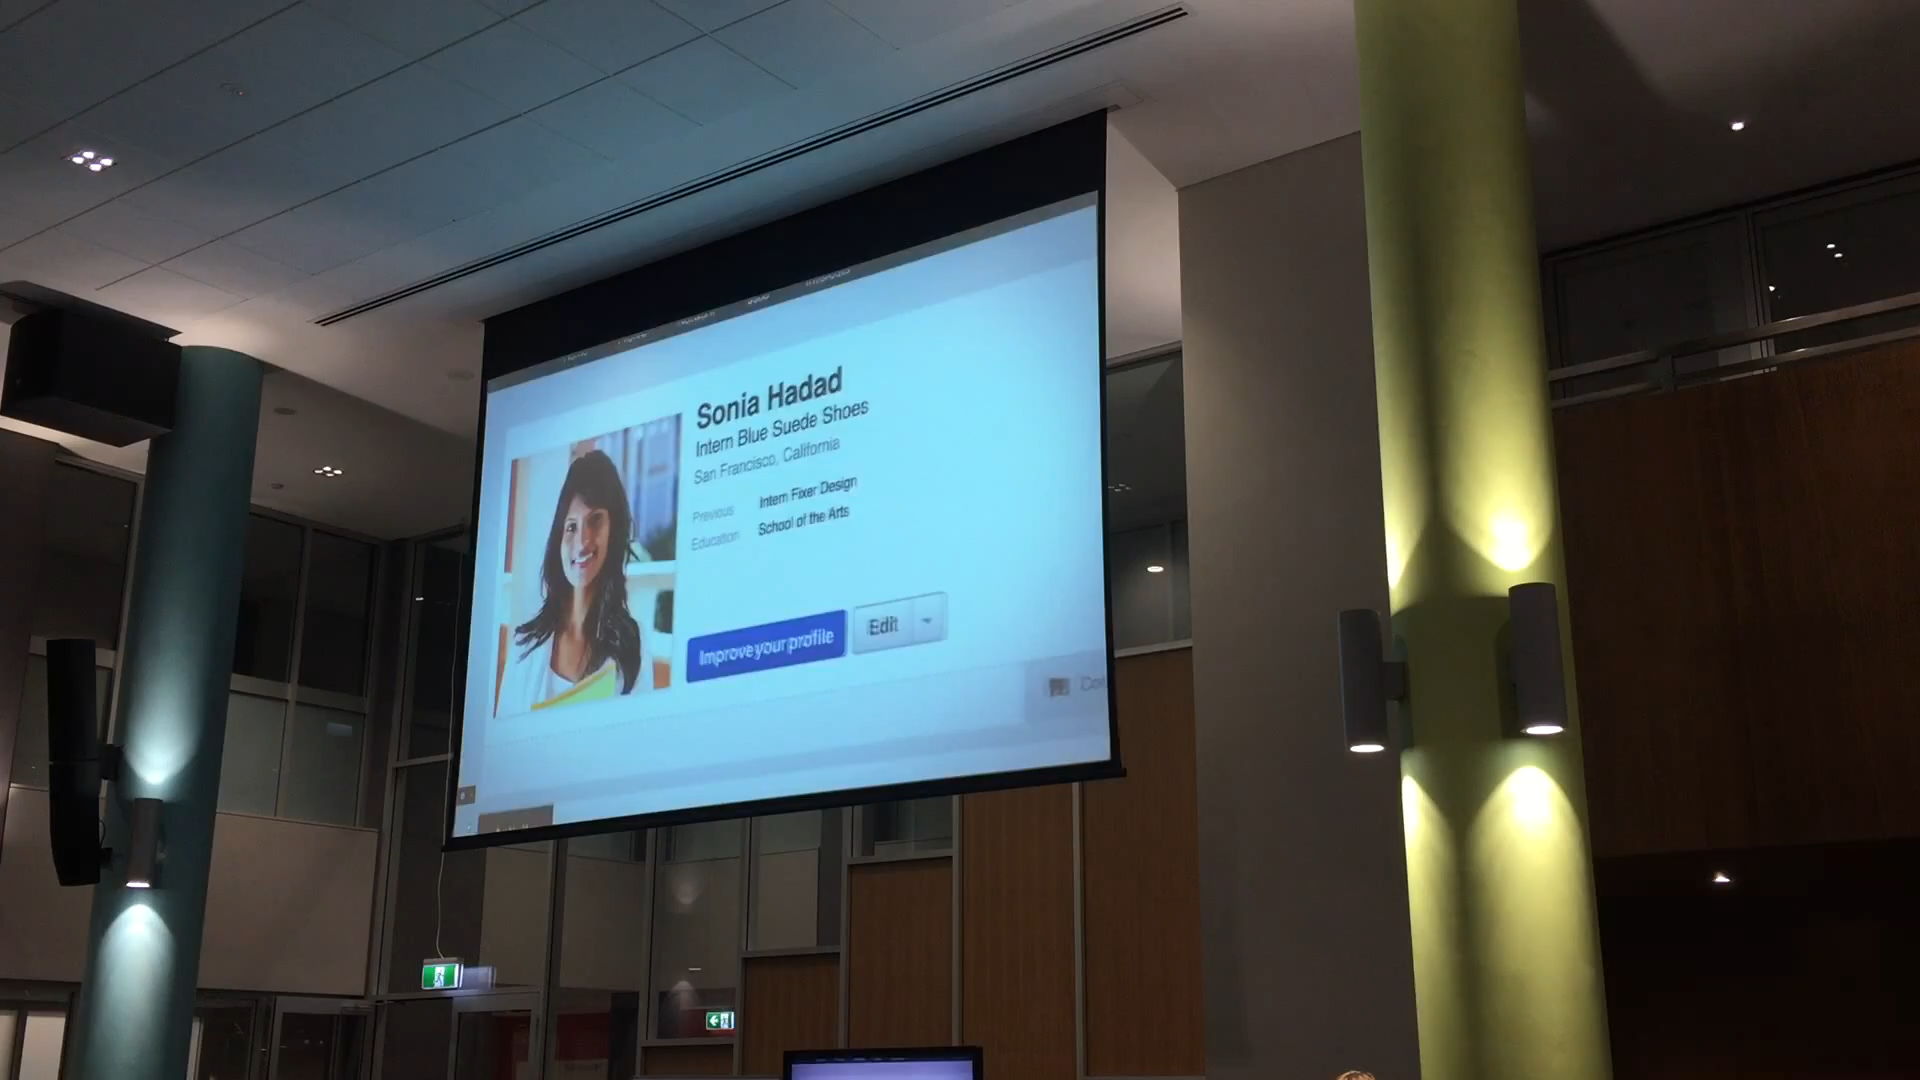 Sonia Hadad
Intern Blue Suede Shoes
San Francisco, California
Previous Intern Fixer Design
Education School of the Arts
Improve your profile Edit